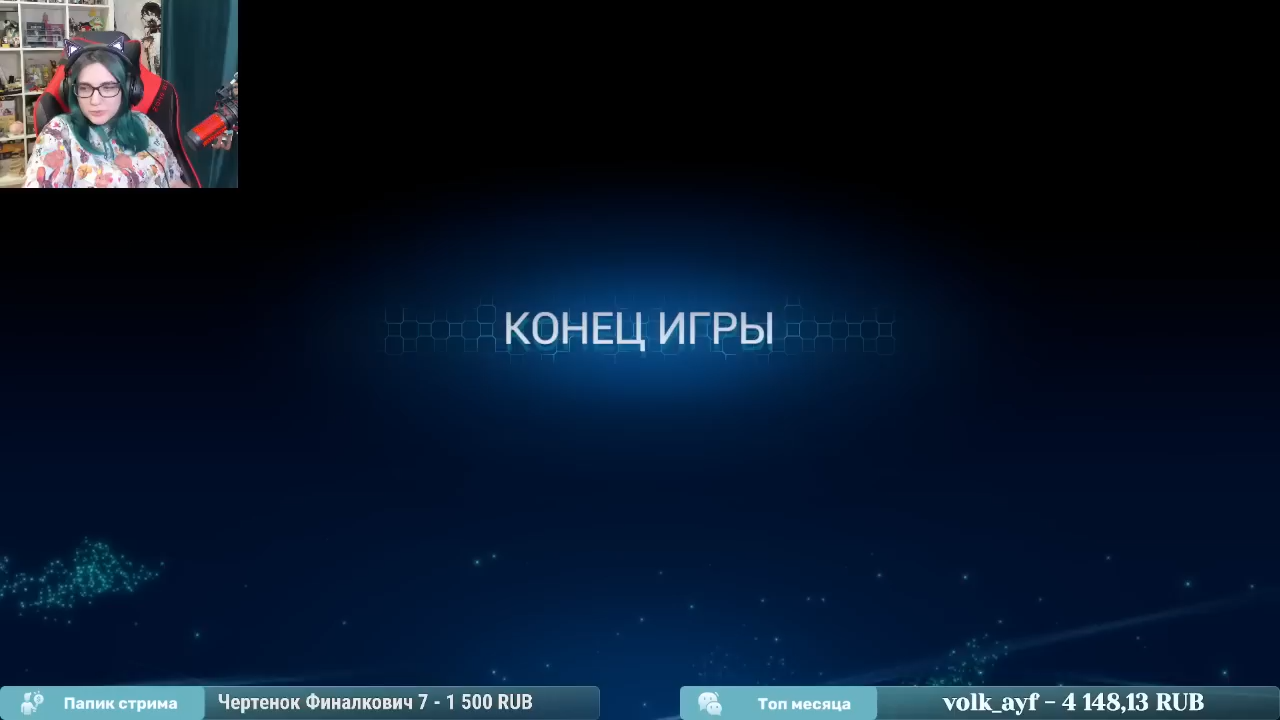 КОНЕЦ ИГРЫ
Папик стрима
Чертенок Финалкович 7 - 1 500 RUB
Топ месяца
volk_ayf - 4 148,13 RUB